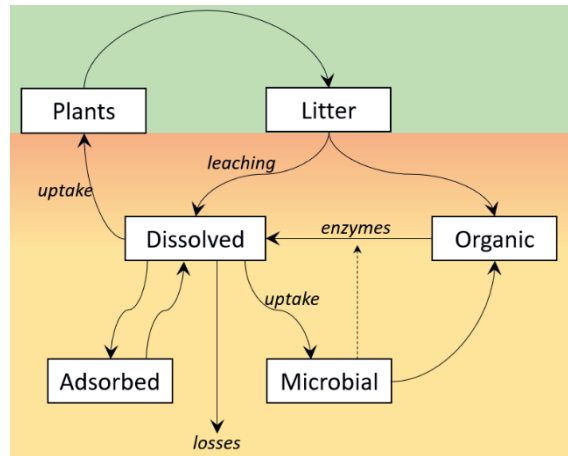 Plants
Litter
leaching
uptake
Dissolved
enzymes
Organic
uptake
Adsorbed
Microbial
losses